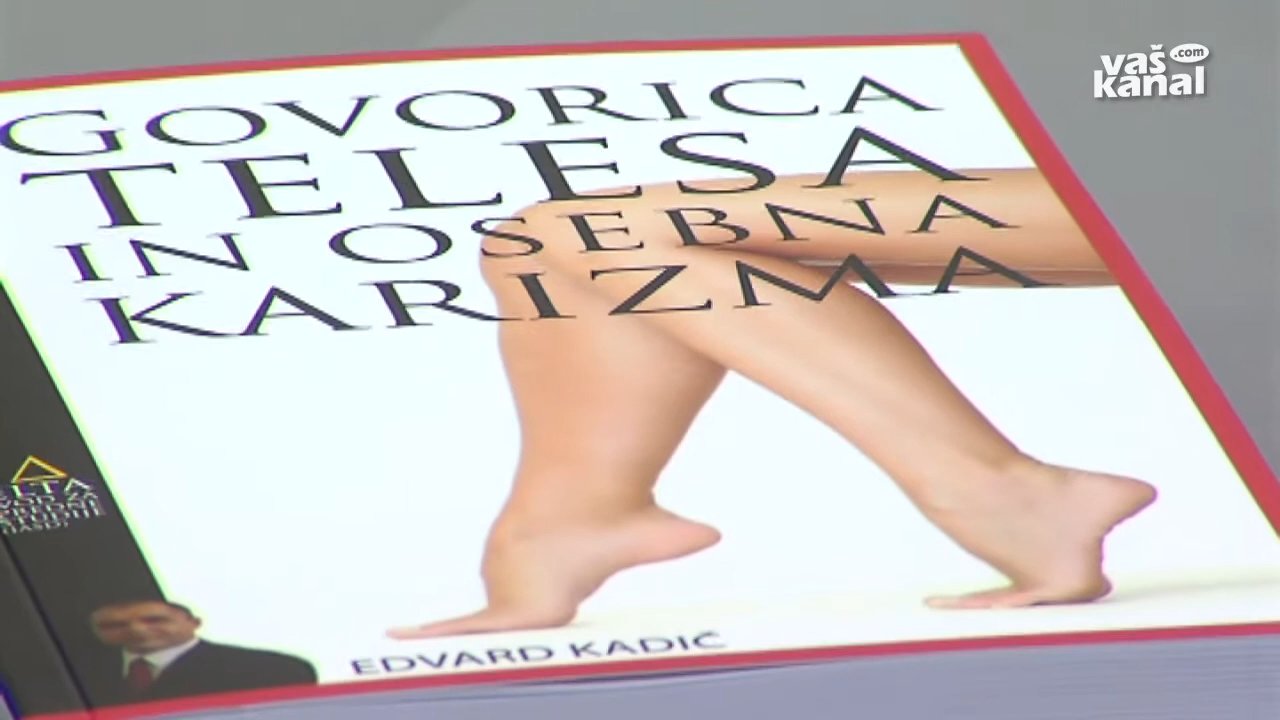 vaš .com
kanal
GOVORICA
TELESA
IN OSEBNA
KARIZMA
EDVARD KADIĆ